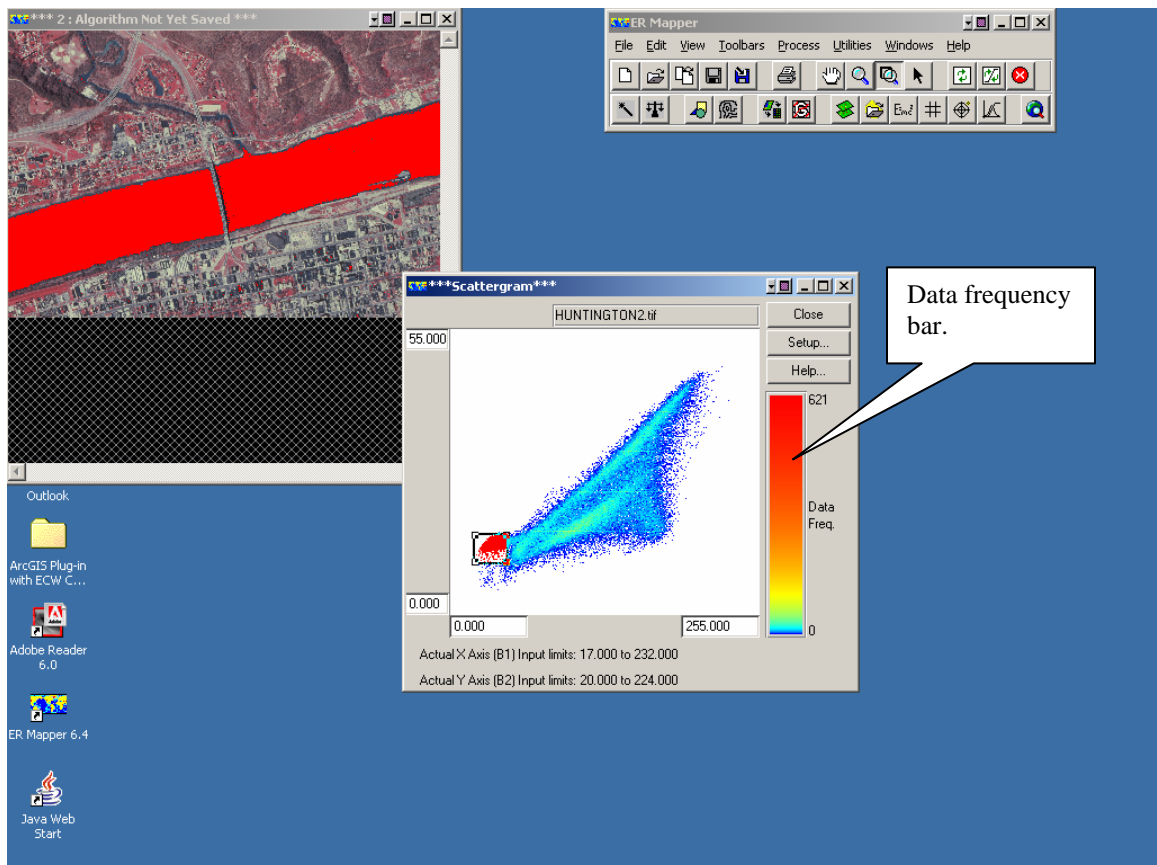 *** 2 : Algorithm Not Yet Saved ***
ER Mapper
File Edit View Toolbars Process Utilities Windows Help
Eml
***Scattergram***
HUNTINGTON2.tif
Close
55.000
Setup...
Help...
621
Data
Freq.
0.000
0
0.000
255.000
Actual X Axis (B1) Input limits: 17.000 to 232.000
Actual Y Axis (B2) Input limits: 20.000 to 224.000
Data frequency
bar.
Outlook
ArcGIS Plug-in
with ECW C...
Adobe Reader
6.0
ER Mapper 6.4
Java Web
Start